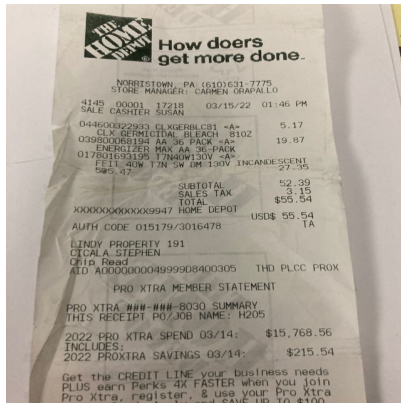 THE HOME DEPOT
How doers
get more done.
NORRISTOWN, PA (610)631-7775
STORE MANAGER: CARMEN ORAPALLO
4145 00001 17218 03/15/22 01:46 PM
SALE CASHIER SUSAN
044600322933 CLXGERBLC81 <A> 5.17
CLX GERMICIDAL BLEACH 81OZ
039800068194 AA 36 PACK <A> 19.87
ENERGIZER MAX AA 36-PACK
017801693195 T7N40W130V <A>
FEIT 40W T7N SW DM 130V INCANDESCENT
5@5.47 27.35
SUBTOTAL 52.39
SALES TAX 3.15
TOTAL $55.54
XXXXXXXXXXXX9947 HOME DEPOT
USD$ 55.54
AUTH CODE 015179/3016478 TA
LINDY PROPERTY 191
CICALA STEPHEN
Chip Read
AID A0000000049999D8400305 THD PLCC PROX
PRO XTRA MEMBER STATEMENT
PRO XTRA ###-###-8030 SUMMARY
THIS RECEIPT PO/JOB NAME: H205
2022 PRO XTRA SPEND 03/14: $15,768.56
INCLUDES:
2022 PROXTRA SAVINGS 03/14: $215.54
Get the CREDIT LINE your business needs
PLUS earn Perks 4X FASTER when you join
Pro Xtra, register, & use your Pro Xtra
SAVE UP TO $100